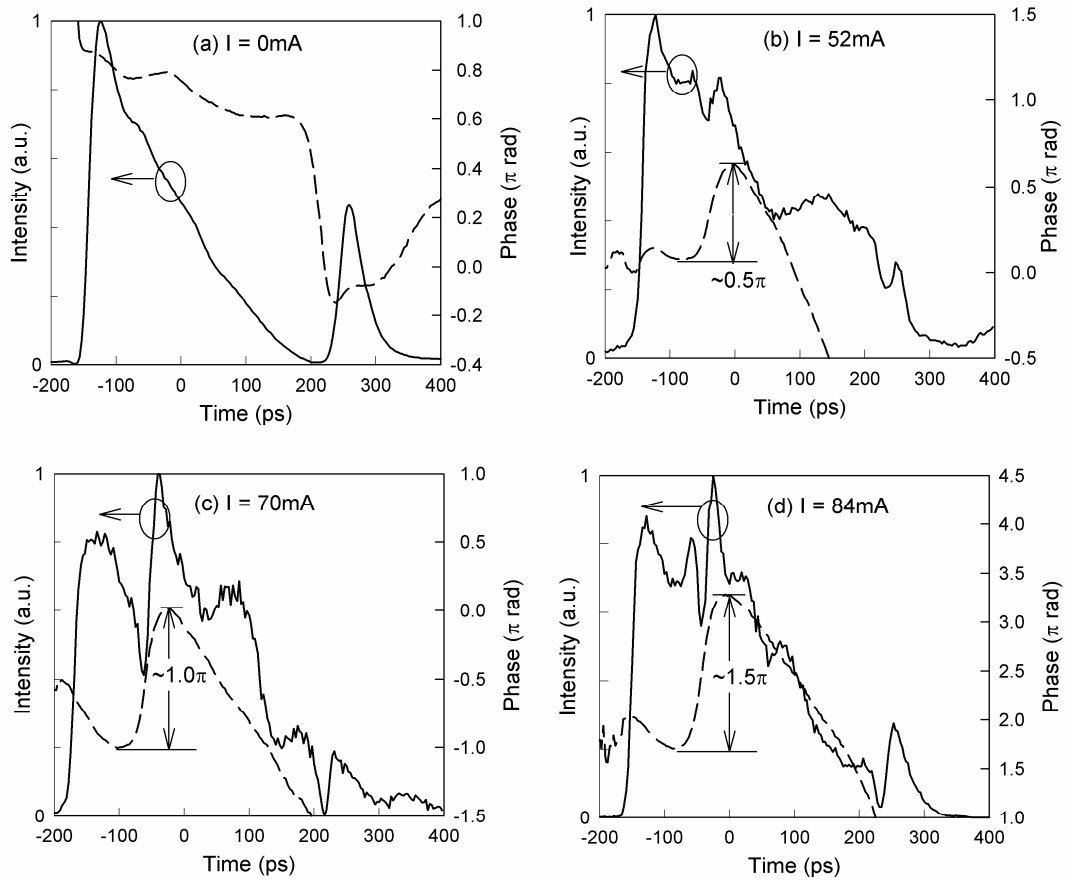 1 (a) I = 0mA 1.0
0.8
0.6
0.4
0.2
0.0
-0.2
0 -0.4
Intensity (a.u.)
Phase (π rad)
-200 -100 0 100 200 300 400
Time (ps)
1 (b) I = 52mA 1.5
1.0
0.5
0.0
~0.5π
0 -0.5
Intensity (a.u.)
Phase (π rad)
-200 -100 0 100 200 300 400
Time (ps)
1 (c) I = 70mA 1.0
0.5
0.0
~1.0π
-0.5
-1.0
0 -1.5
Intensity (a.u.)
Phase (π rad)
-200 -100 0 100 200 300 400
Time (ps)
1 (d) I = 84mA 4.5
4.0
3.5
3.0
~1.5π
2.5
2.0
1.5
0 1.0
Intensity (a.u.)
Phase (π rad)
-200 -100 0 100 200 300 400
Time (ps)